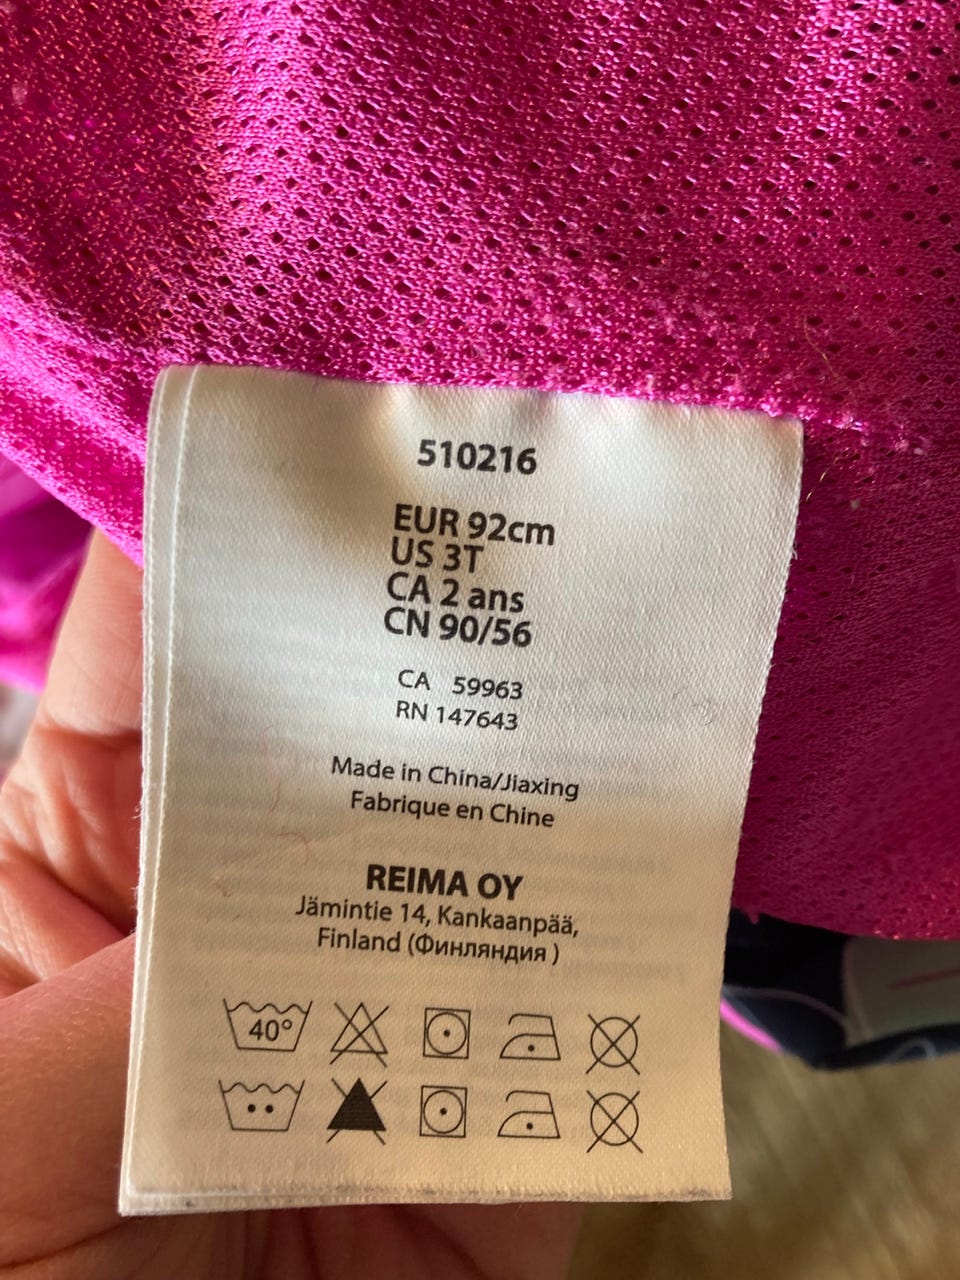 510216
EUR 92cm
US 3T
CA 2 ans
CN 90/56
CA 59963
RN 147643
Made in China/Jiaxing
Fabrique en Chine
REIMA OY
Jämintie 14, Kankaanpää,
Finland (Финляндия )
40°